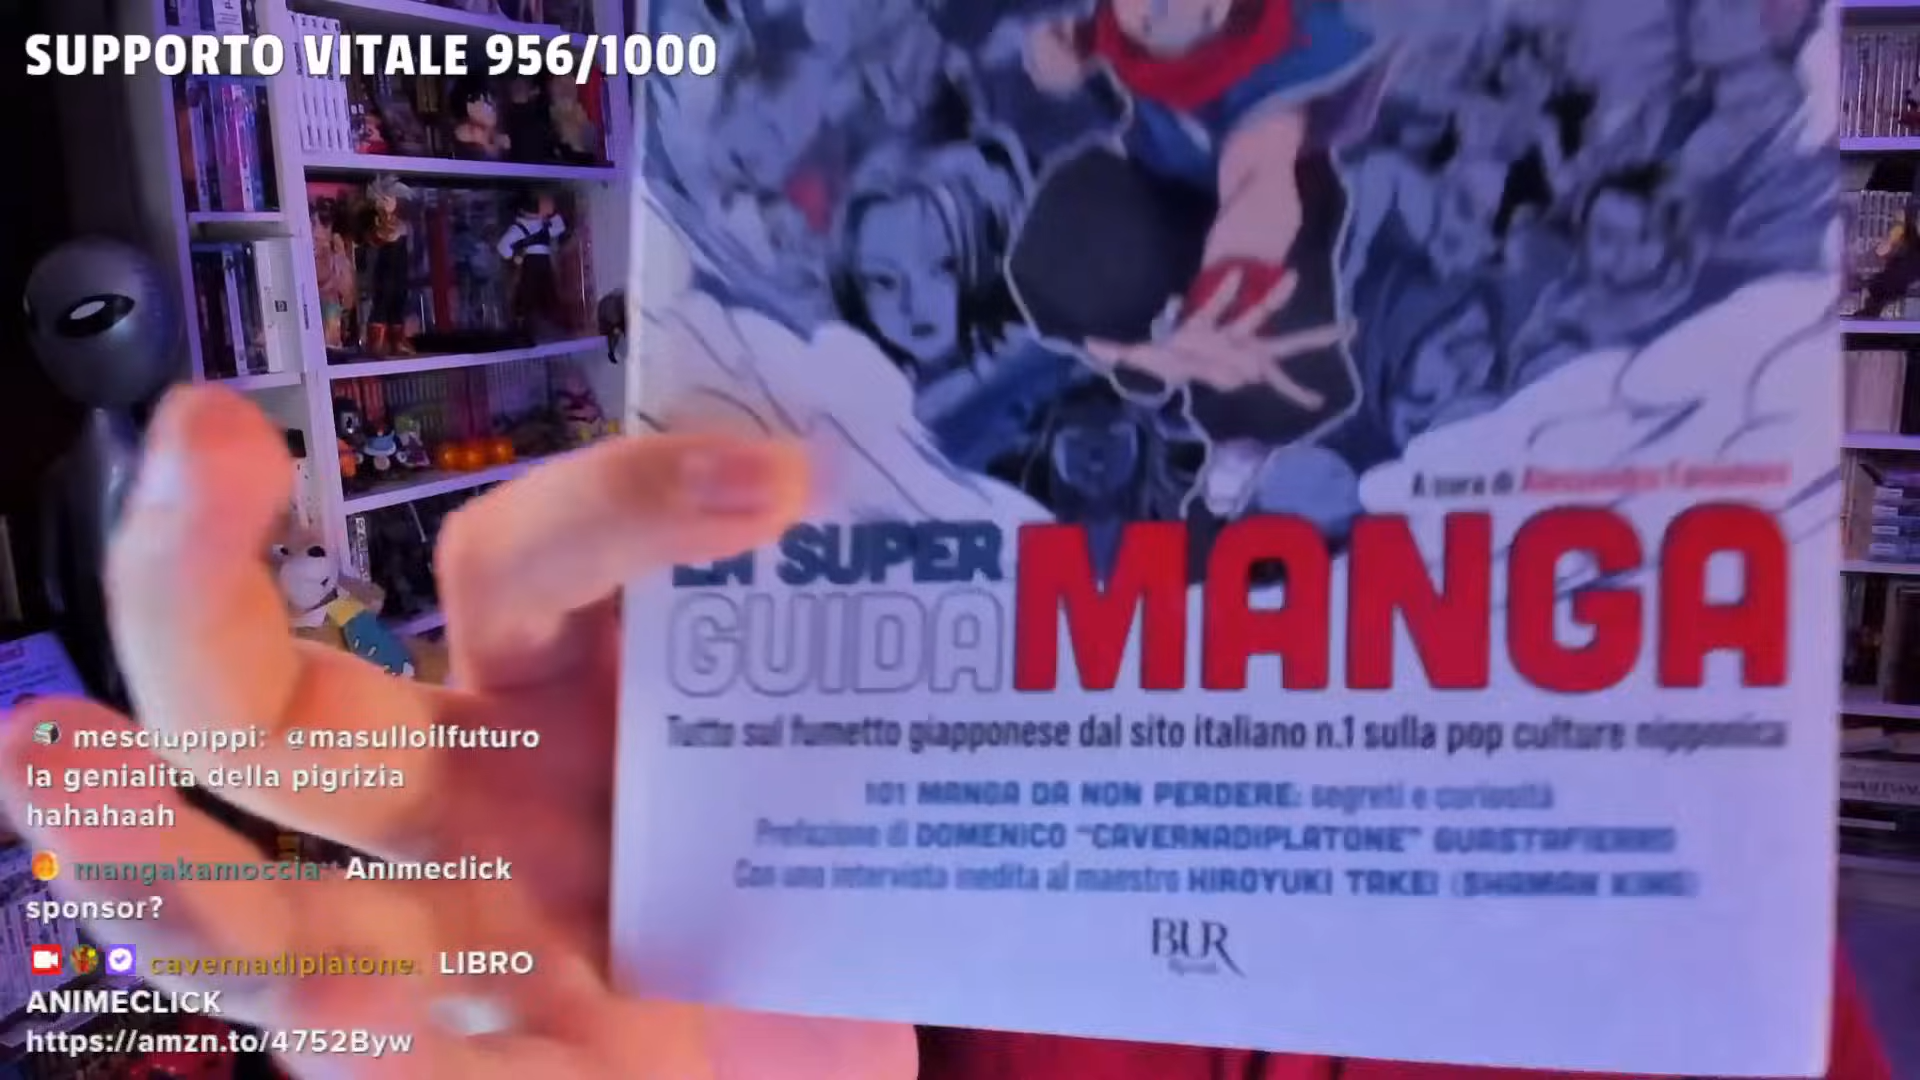 SUPPORTO VITALE 956/1000
A cura di
LA SUPER
GUIDA MANGA
Tutto sul fumetto giapponese dal sito italiano n.1 sulla pop culture nipponica
101 MANGA DA NON PERDERE: segreti e curiosità
Prefazione di DOMENICO "CAVERNADIPLATONE" GUASTAFIERRO
Con una intervista inedita al maestro HIROYUKI TAKEI (SHAMAN KING)
BUR
mesciupippi: @masulloilfuturo
la genialita della pigrizia
hahahaah
mangakamoccia: Animeclick
sponsor?
cavernadiplatone: LIBRO
ANIMECLICK
https://amzn.to/4752Byw